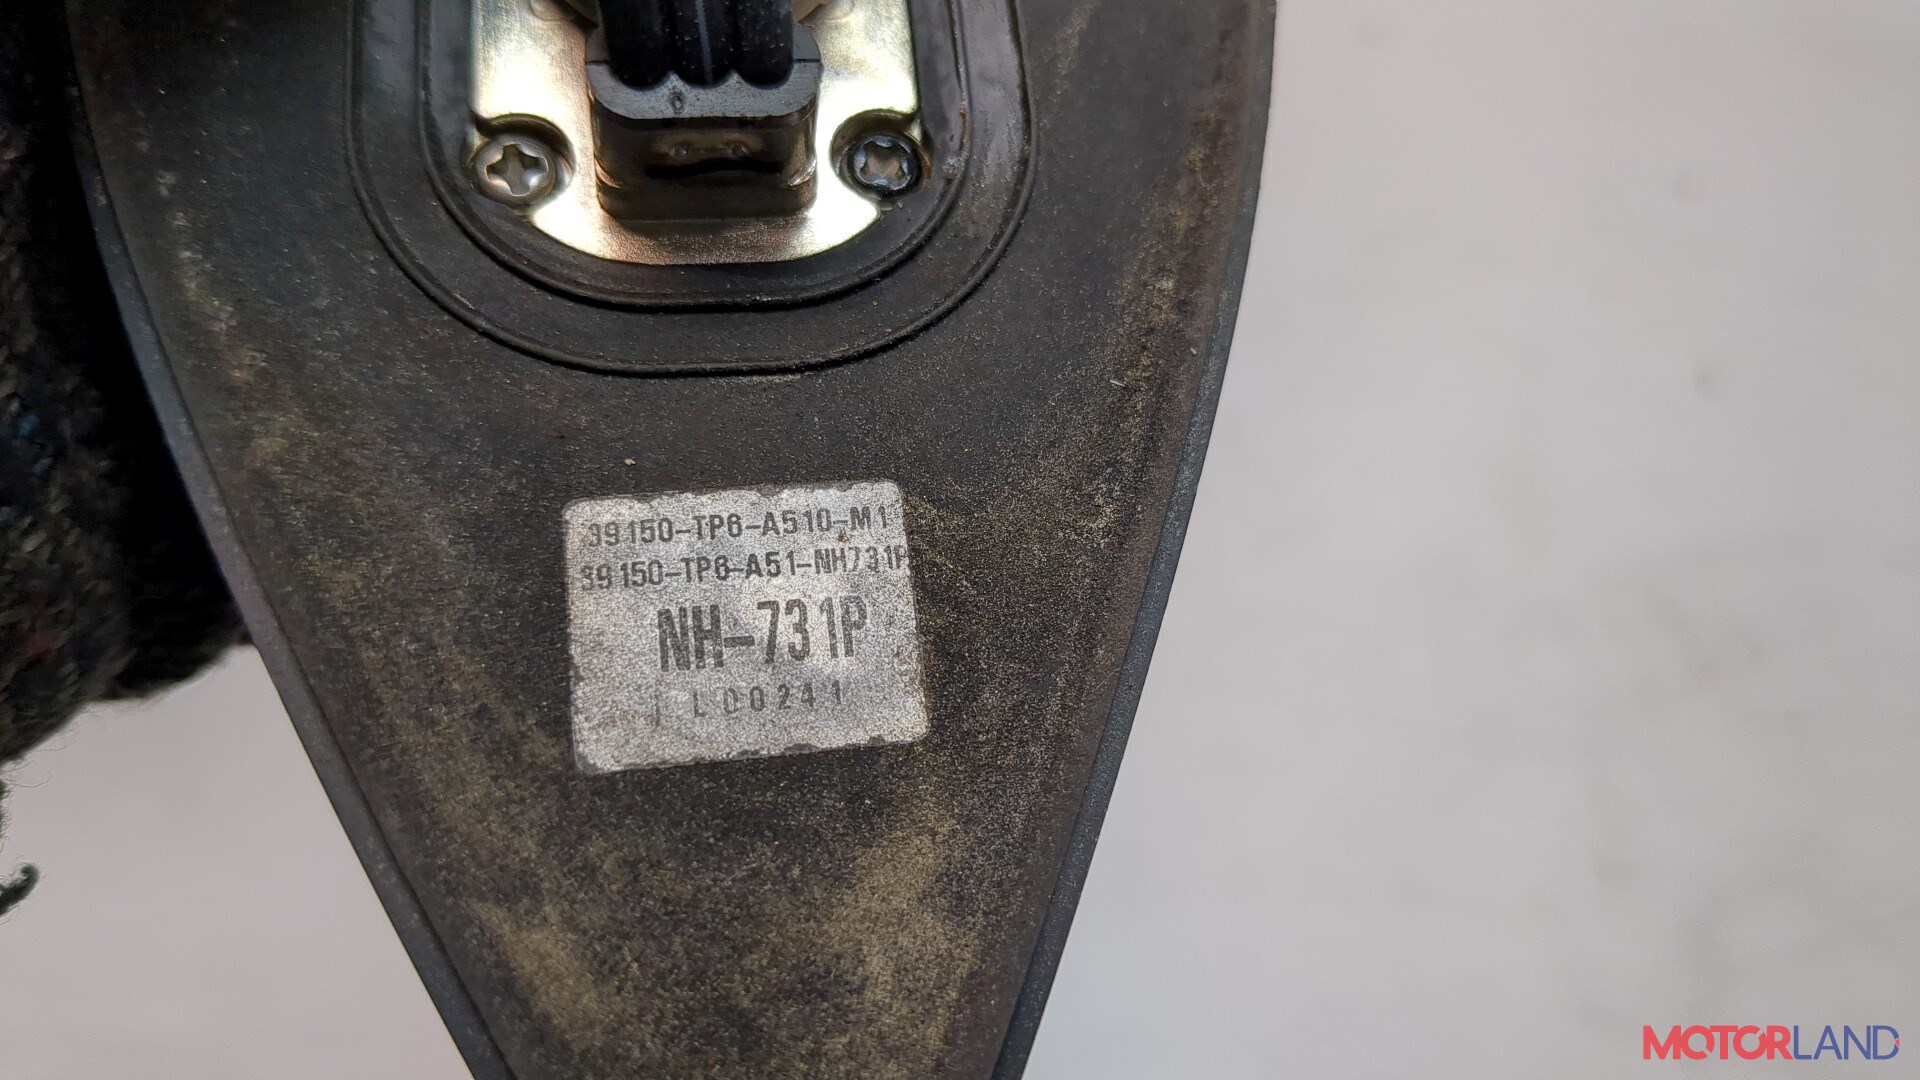 39150-TP6-A510-M1
39150-TP6-A51-NH731P
NH-731P
L00241
MOTORLAND